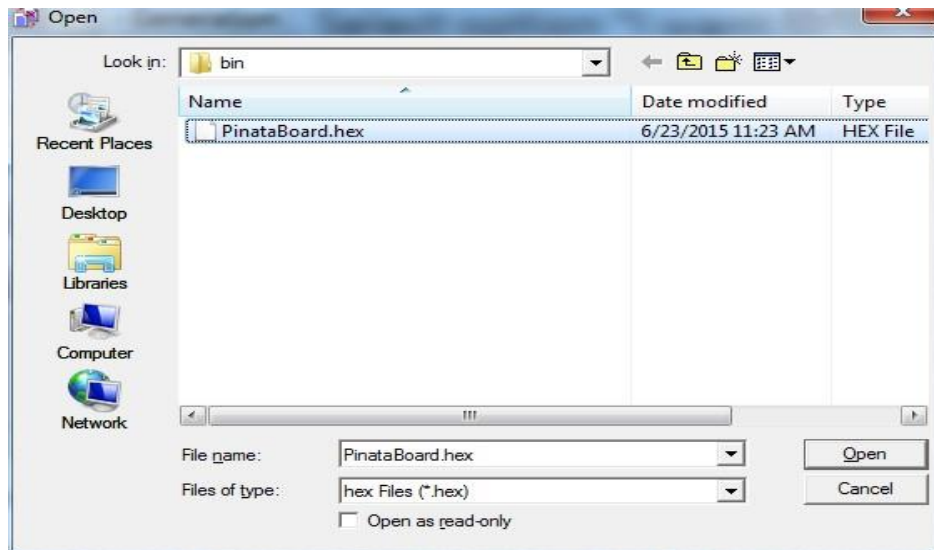 Open
Look in: bin
Name Date modified Type
PinataBoard.hex 6/23/2015 11:23 AM HEX File
Recent Places
Desktop
Libraries
Computer
Network
File name: PinataBoard.hex Open
Files of type: hex Files (*.hex) Cancel
Open as read-only